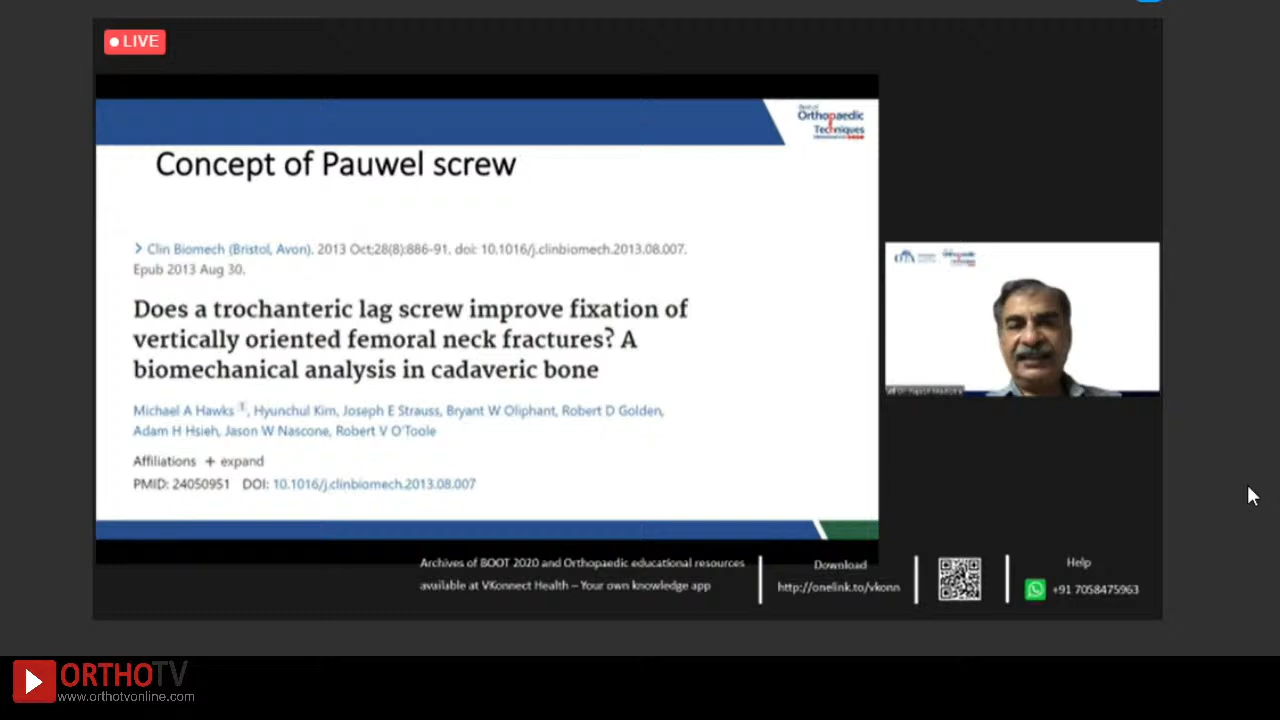 LIVE
Best of
Orthopaedic
Techniques
Concept of Pauwel screw
Clin Biomech (Bristol, Avon). 2013 Oct;28(8):886-91. doi: 10.1016/j.clinbiomech.2013.08.007.
Epub 2013 Aug 30.
Does a trochanteric lag screw improve fixation of
vertically oriented femoral neck fractures? A
biomechanical analysis in cadaveric bone
Michael A Hawks 1, Hyunchul Kim, Joseph E Strauss, Bryant W Oliphant, Robert D Golden,
Adam H Hsieh, Jason W Nascone, Robert V O'Toole
Affiliations + expand
PMID: 24050951 DOI: 10.1016/j.clinbiomech.2013.08.007
Archives of BOOT 2020 and Orthopaedic educational resources
available at VKonnect Health – Your own knowledge app
Download
http://onelink.to/vkonn
Help
+91 7058475963
ORTHOTV
www.orthotvonline.com